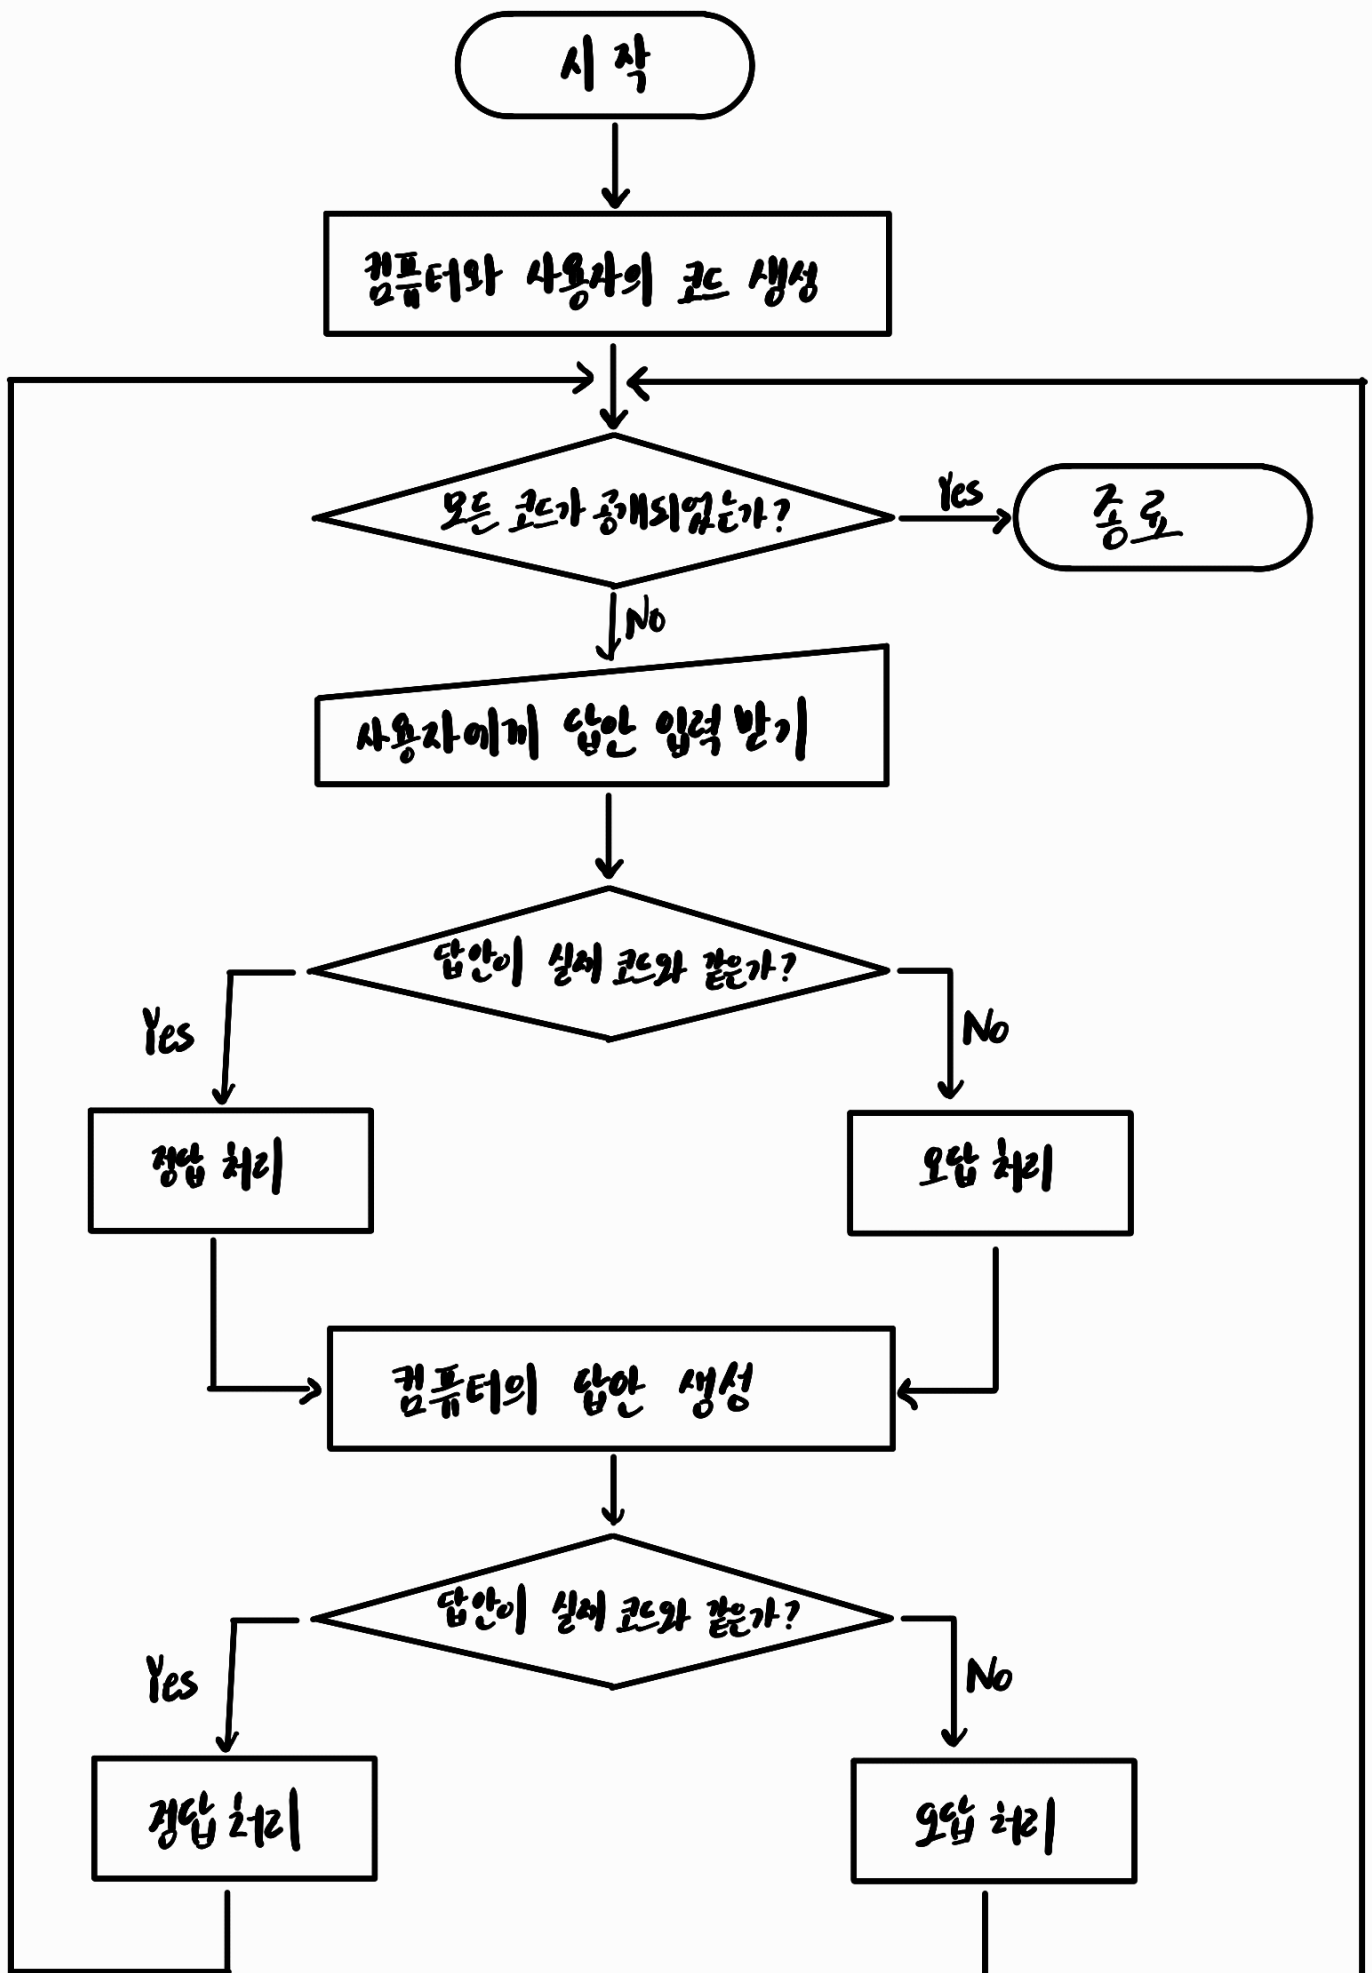 시작
컴퓨터와 사용자의 코드 생성
모든 코드가 공개되었는가?
Yes
종료
No
사용자에게 답안 입력 받기
답안이 실제 코드와 같은가?
Yes
No
정답 처리
오답 처리
컴퓨터의 답안 생성
답안이 실제 코드와 같은가?
Yes
No
정답 처리
오답 처리